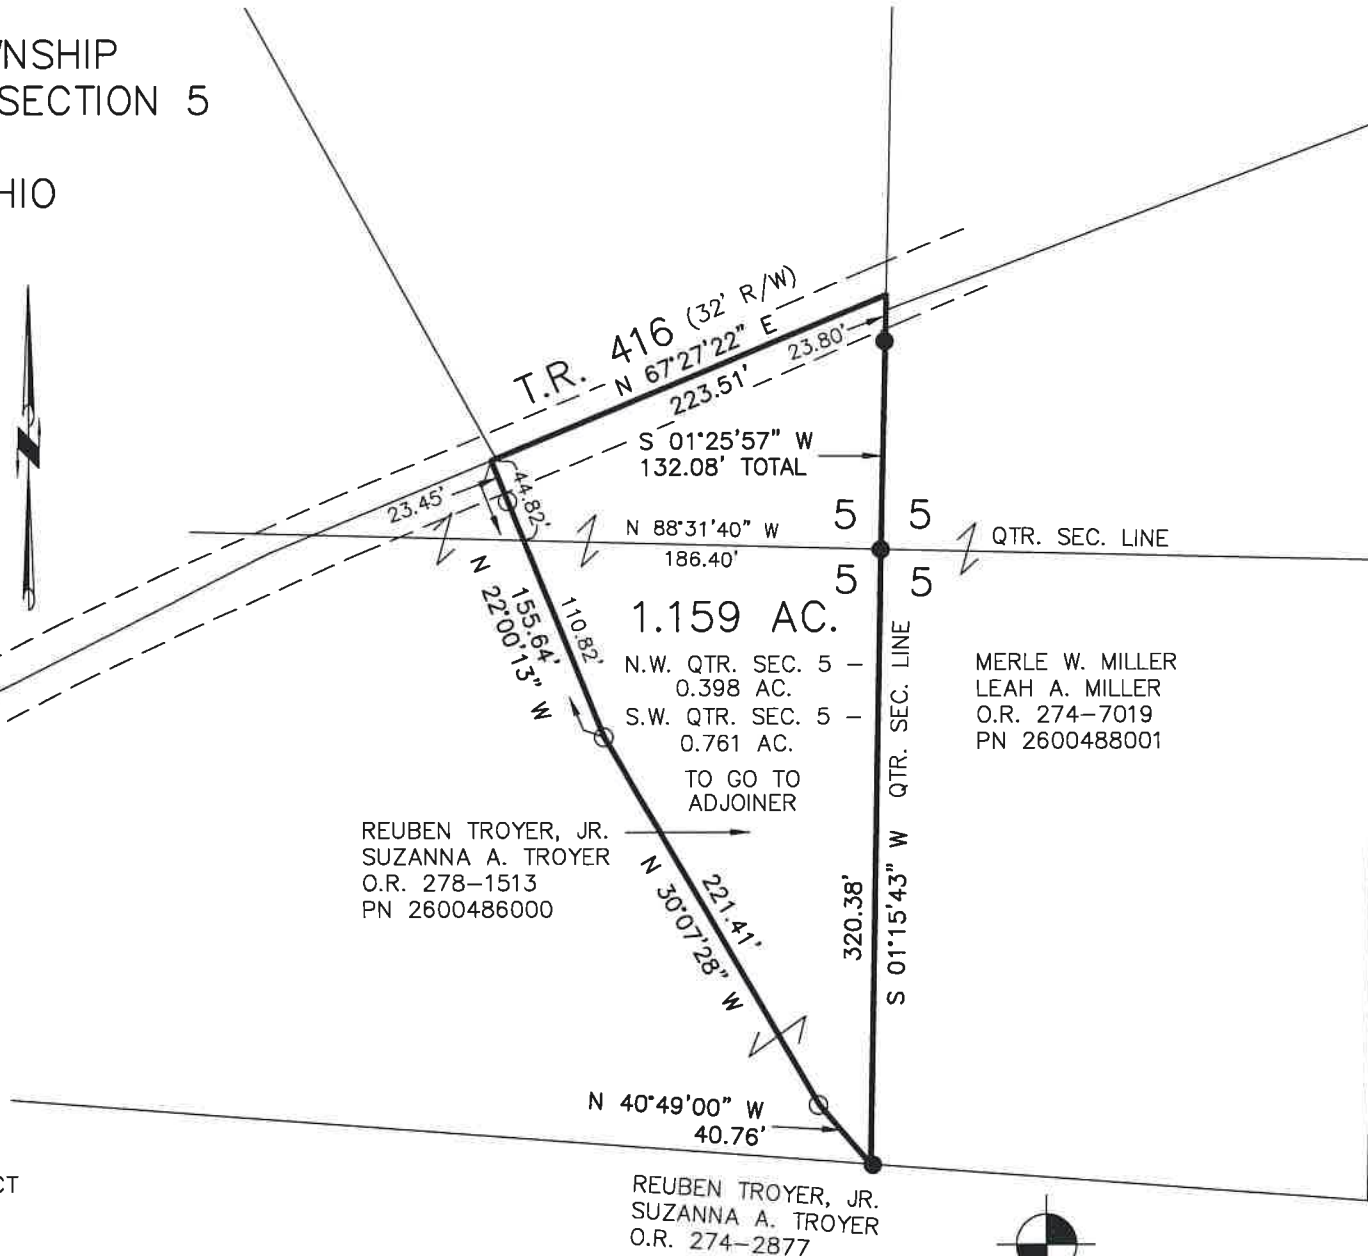 NSHIP
SECTION 5
HIO
T.R. 416 (32' R/W)
N 67°27'22" E
223.51'
23.80'
S 01°25'57" W
132.08' TOTAL
23.45'
44.82'
N 88°31'40" W
186.40'
5 5
5 5
QTR. SEC. LINE
N 22°00'13" W
155.64'
110.82'
1.159 AC.
N.W. QTR. SEC. 5 –
0.398 AC.
S.W. QTR. SEC. 5 –
0.761 AC.
TO GO TO
ADJOINER
QTR. SEC. LINE
S 01°15'43" W
320.38'
MERLE W. MILLER
LEAH A. MILLER
O.R. 274–7019
PN 2600488001
REUBEN TROYER, JR.
SUZANNA A. TROYER
O.R. 278–1513
PN 2600486000
N 30°07'28" W
221.41'
N 40°49'00" W
40.76'
CT
REUBEN TROYER, JR.
SUZANNA A. TROYER
O.R. 274–2877